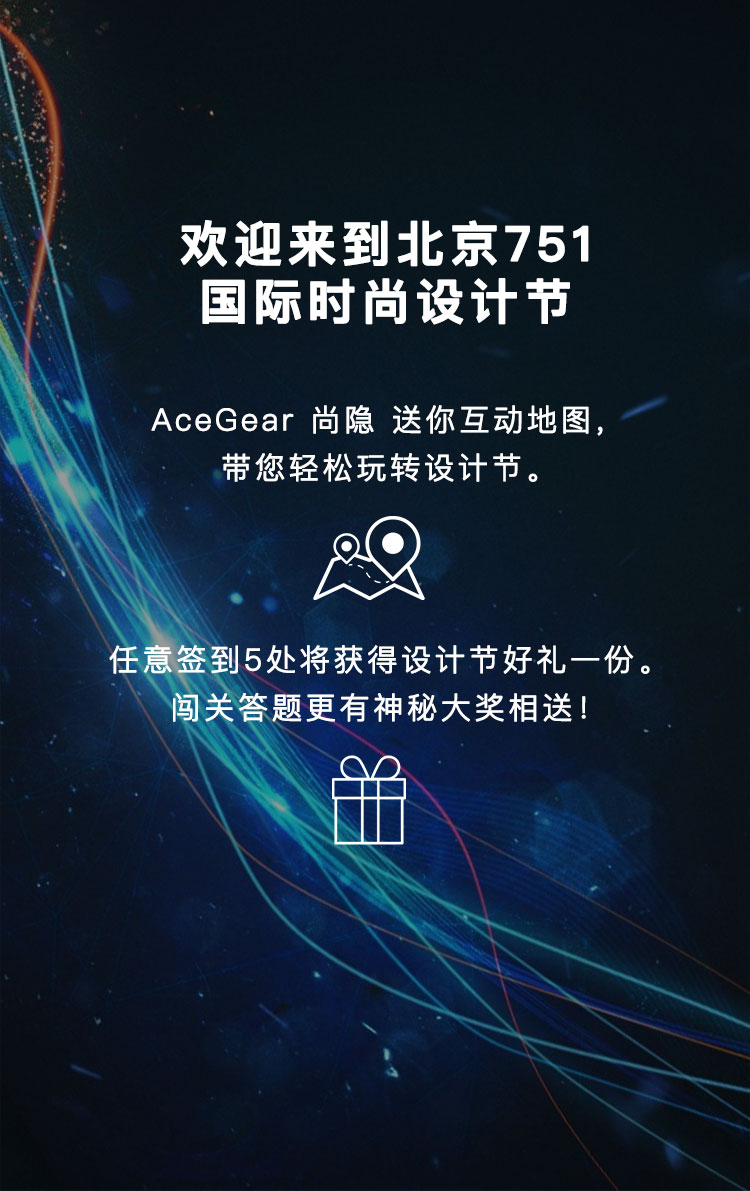 欢迎来到北京751
国际时尚设计节
AceGear 尚隐 送你互动地图，
带您轻松玩转设计节。
任意签到5处将获得设计节好礼一份。
闯关答题更有神秘大奖相送！